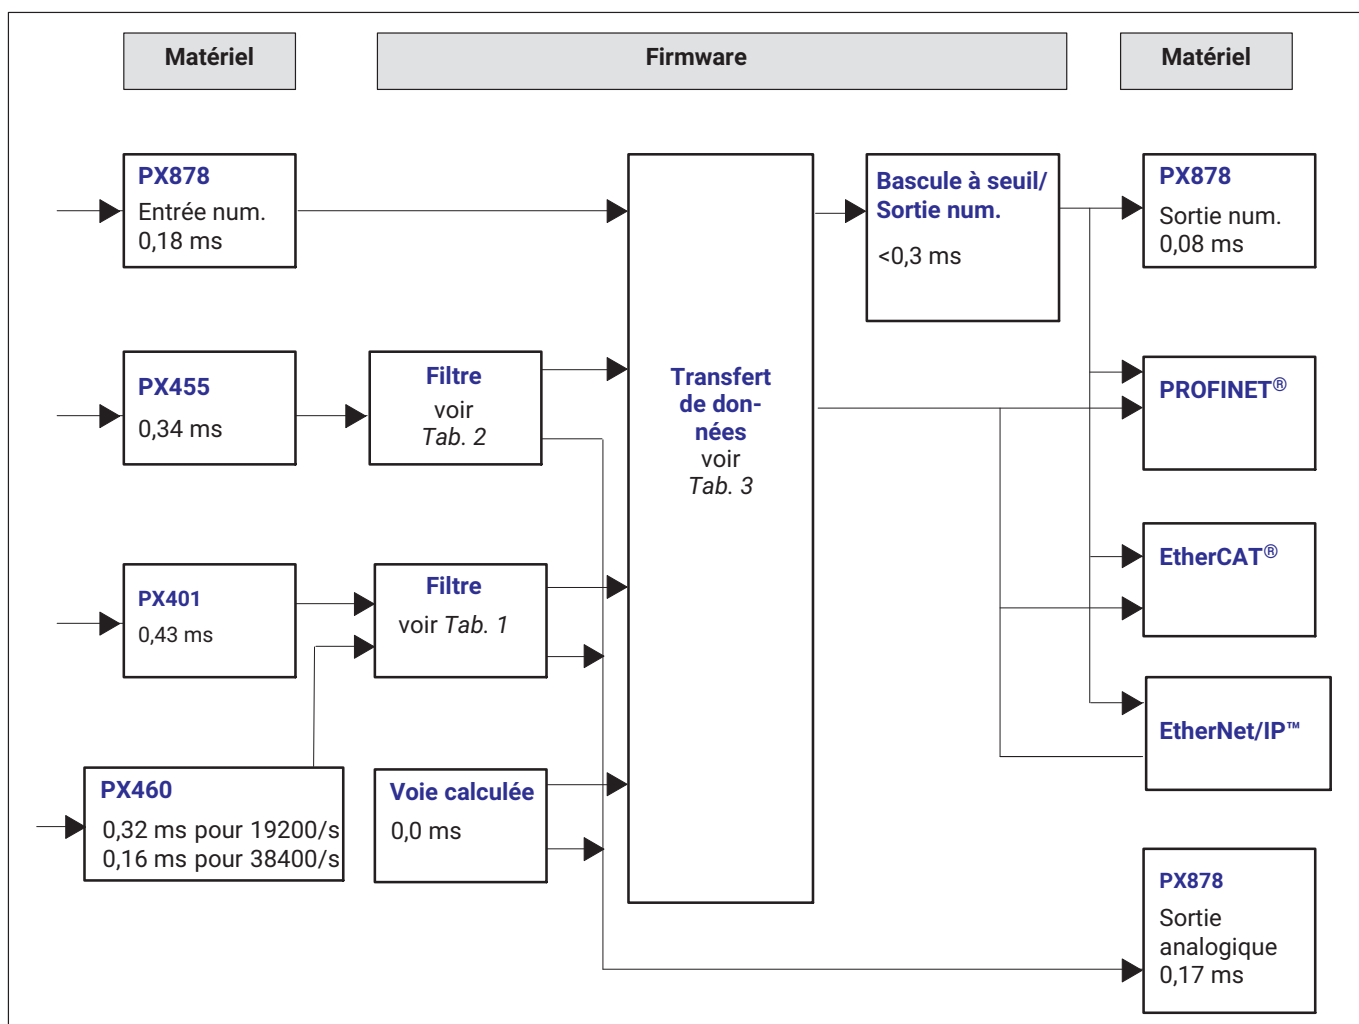 Matériel
Firmware
Matériel
PX878
Entrée num.
0,18 ms
Bascule à seuil/
Sortie num.
<0,3 ms
PX878
Sortie num.
0,08 ms
PX455
0,34 ms
Filtre
voir
Tab. 2
Transfert
de don-
nées
voir
Tab. 3
PROFINET®
PX401
0,43 ms
Filtre
voir Tab. 1
EtherCAT®
PX460
0,32 ms pour 19200/s
0,16 ms pour 38400/s
Voie calculée
0,0 ms
EtherNet/IP™
PX878
Sortie
analogique
0,17 ms